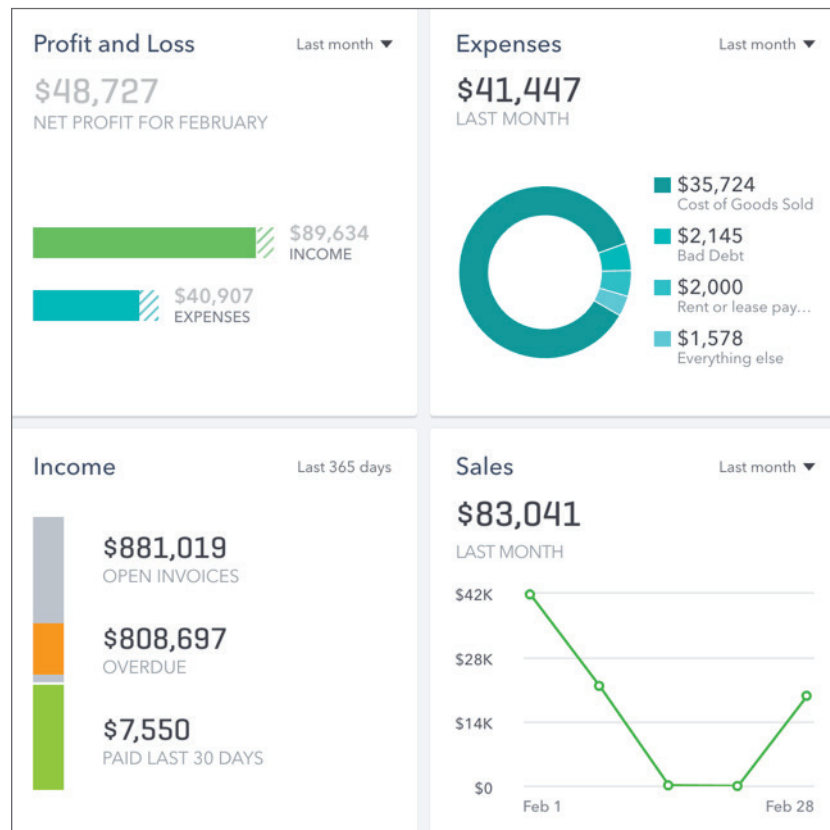 Profit and Loss
Last month
$48,727
NET PROFIT FOR FEBRUARY
$89,634
INCOME
$40,907
EXPENSES
Expenses
Last month
$41,447
LAST MONTH
$35,724
Cost of Goods Sold
$2,145
Bad Debt
$2,000
Rent or lease pay...
$1,578
Everything else
Income
Last 365 days
$881,019
OPEN INVOICES
$808,697
OVERDUE
$7,550
PAID LAST 30 DAYS
Sales
Last month
$83,041
LAST MONTH
$42K
$28K
$14K
$0
Feb 1
Feb 28